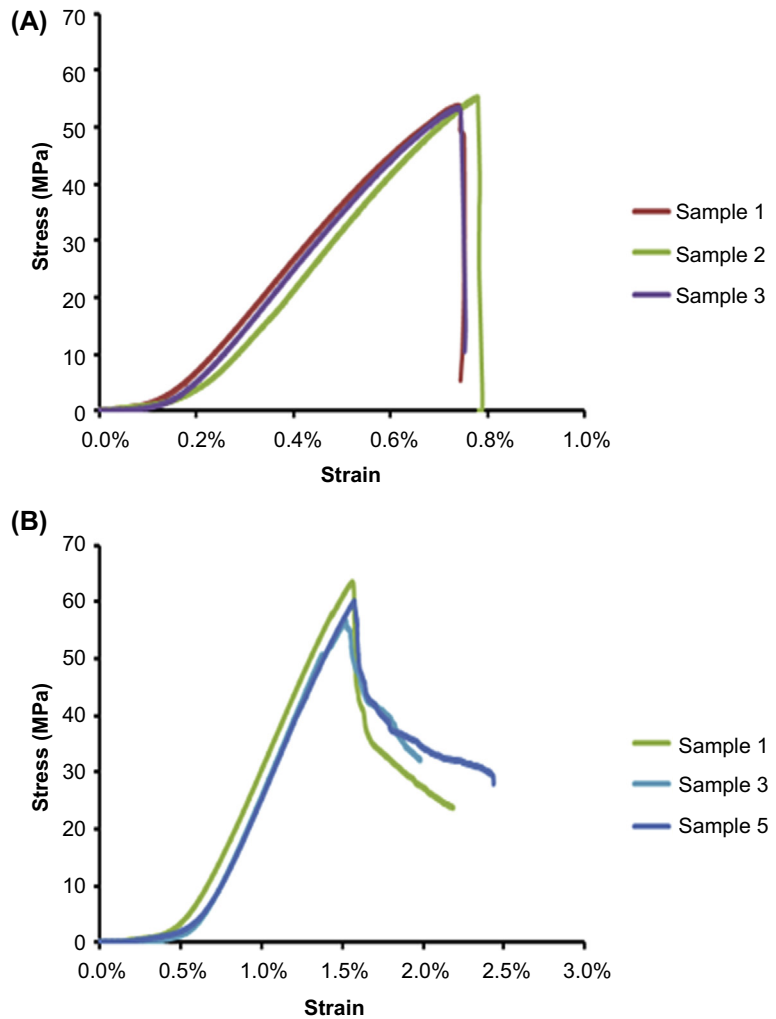 (A)
70
60
50
40
30
20
10
0
Stress (MPa)
0.0% 0.2% 0.4% 0.6% 0.8% 1.0%
Strain
Sample 1
Sample 2
Sample 3
(B)
70
60
50
40
30
20
10
0
Stress (MPa)
0.0% 0.5% 1.0% 1.5% 2.0% 2.5% 3.0%
Strain
Sample 1
Sample 3
Sample 5